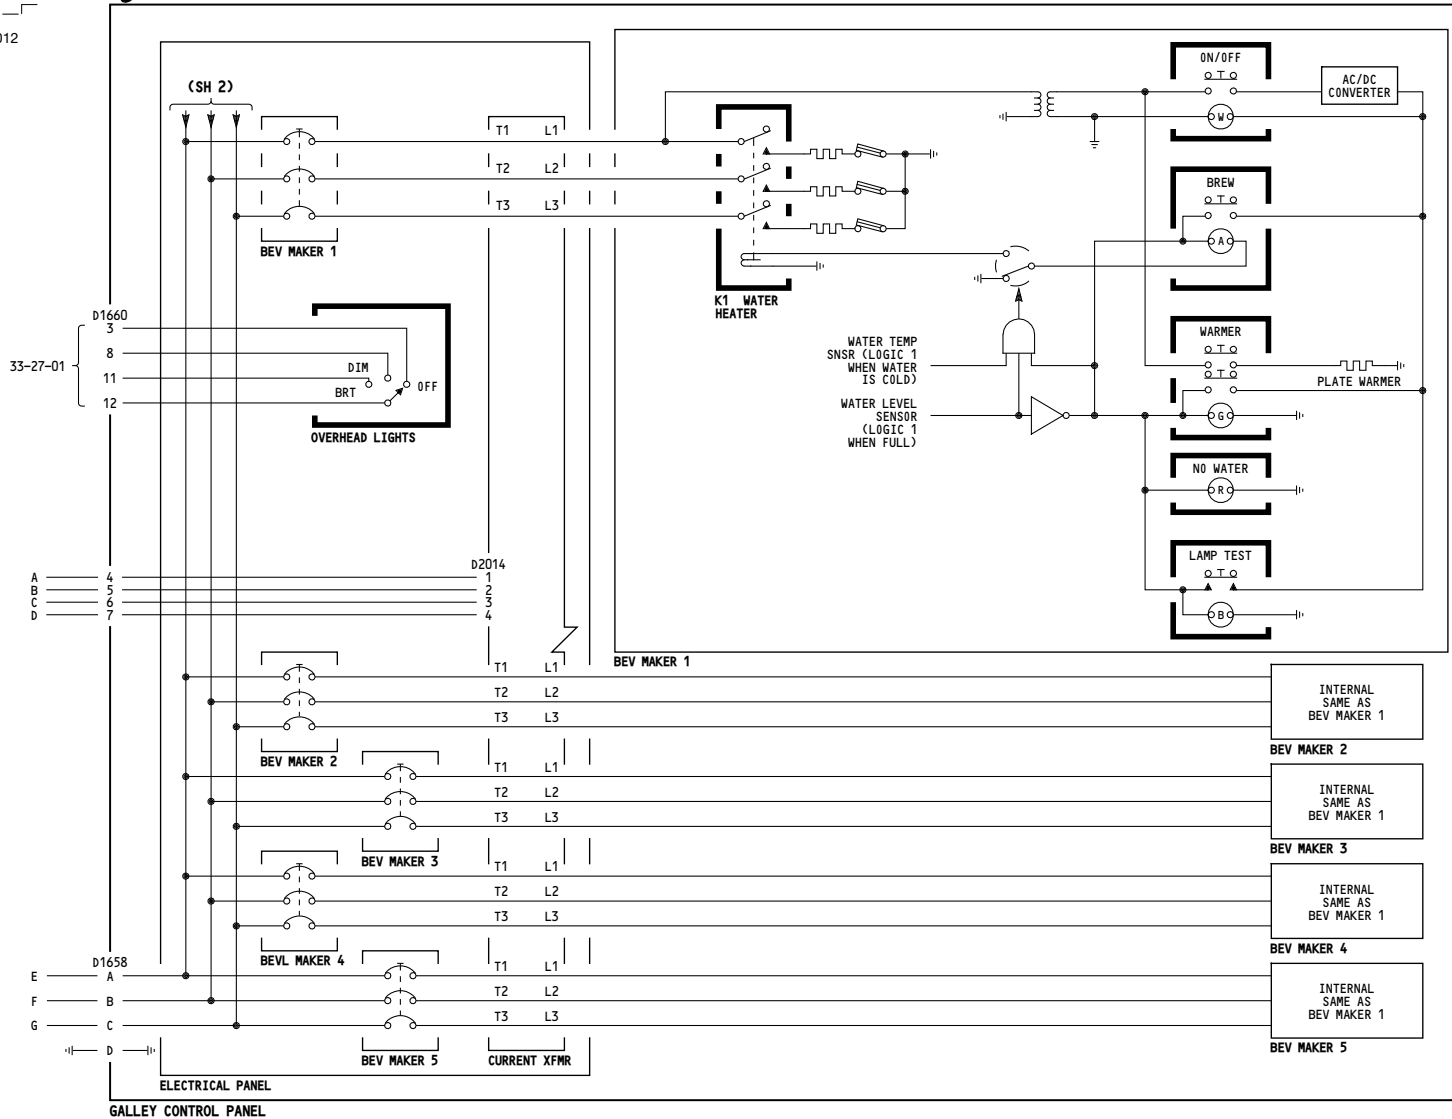 012
(SH 2)
T1 L1
T2 L2
T3 L3
BEV MAKER 1
K1 WATER
HEATER
ON/OFF
T
W
AC/DC
CONVERTER
BREW
T
A
WARMER
T
T
G
PLATE WARMER
WATER TEMP
SNSR (LOGIC 1
WHEN WATER
IS COLD)
WATER LEVEL
SENSOR
(LOGIC 1
WHEN FULL)
NO WATER
R
LAMP TEST
T
B
BEV MAKER 1
D1660
3
8
11
12
33-27-01
DIM
BRT
OFF
OVERHEAD LIGHTS
D2014
A 4 1
B 5 2
C 6 3
D 7 4
T1 L1
T2 L2
T3 L3
BEV MAKER 2
INTERNAL
SAME AS
BEV MAKER 1
BEV MAKER 2
T1 L1
T2 L2
T3 L3
BEV MAKER 3
INTERNAL
SAME AS
BEV MAKER 1
BEV MAKER 3
T1 L1
T2 L2
T3 L3
BEVL MAKER 4
INTERNAL
SAME AS
BEV MAKER 1
BEV MAKER 4
D1658
E A
F B
G C
D
T1 L1
T2 L2
T3 L3
BEV MAKER 5
CURRENT XFMR
INTERNAL
SAME AS
BEV MAKER 1
BEV MAKER 5
ELECTRICAL PANEL
GALLEY CONTROL PANEL